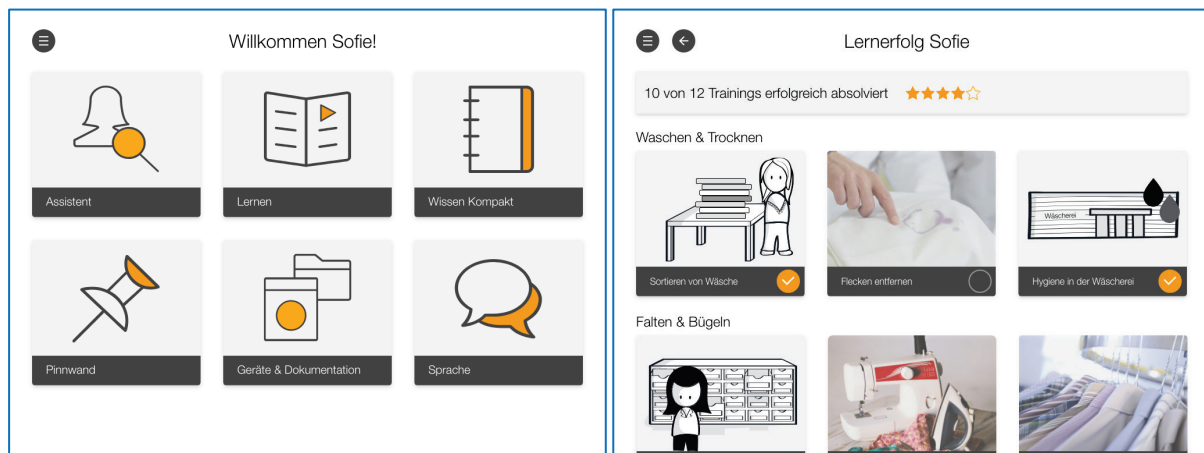 Willkommen Sofie!
Assistent
Lernen
Wissen Kompakt
Pinnwand
Geräte & Dokumentation
Sprache
Lernerfolg Sofie
10 von 12 Trainings erfolgreich absolviert
Waschen & Trocknen
Wäscherei
Sortieren von Wäsche
Flecken entfernen
Hygiene in der Wäscherei
Falten & Bügeln